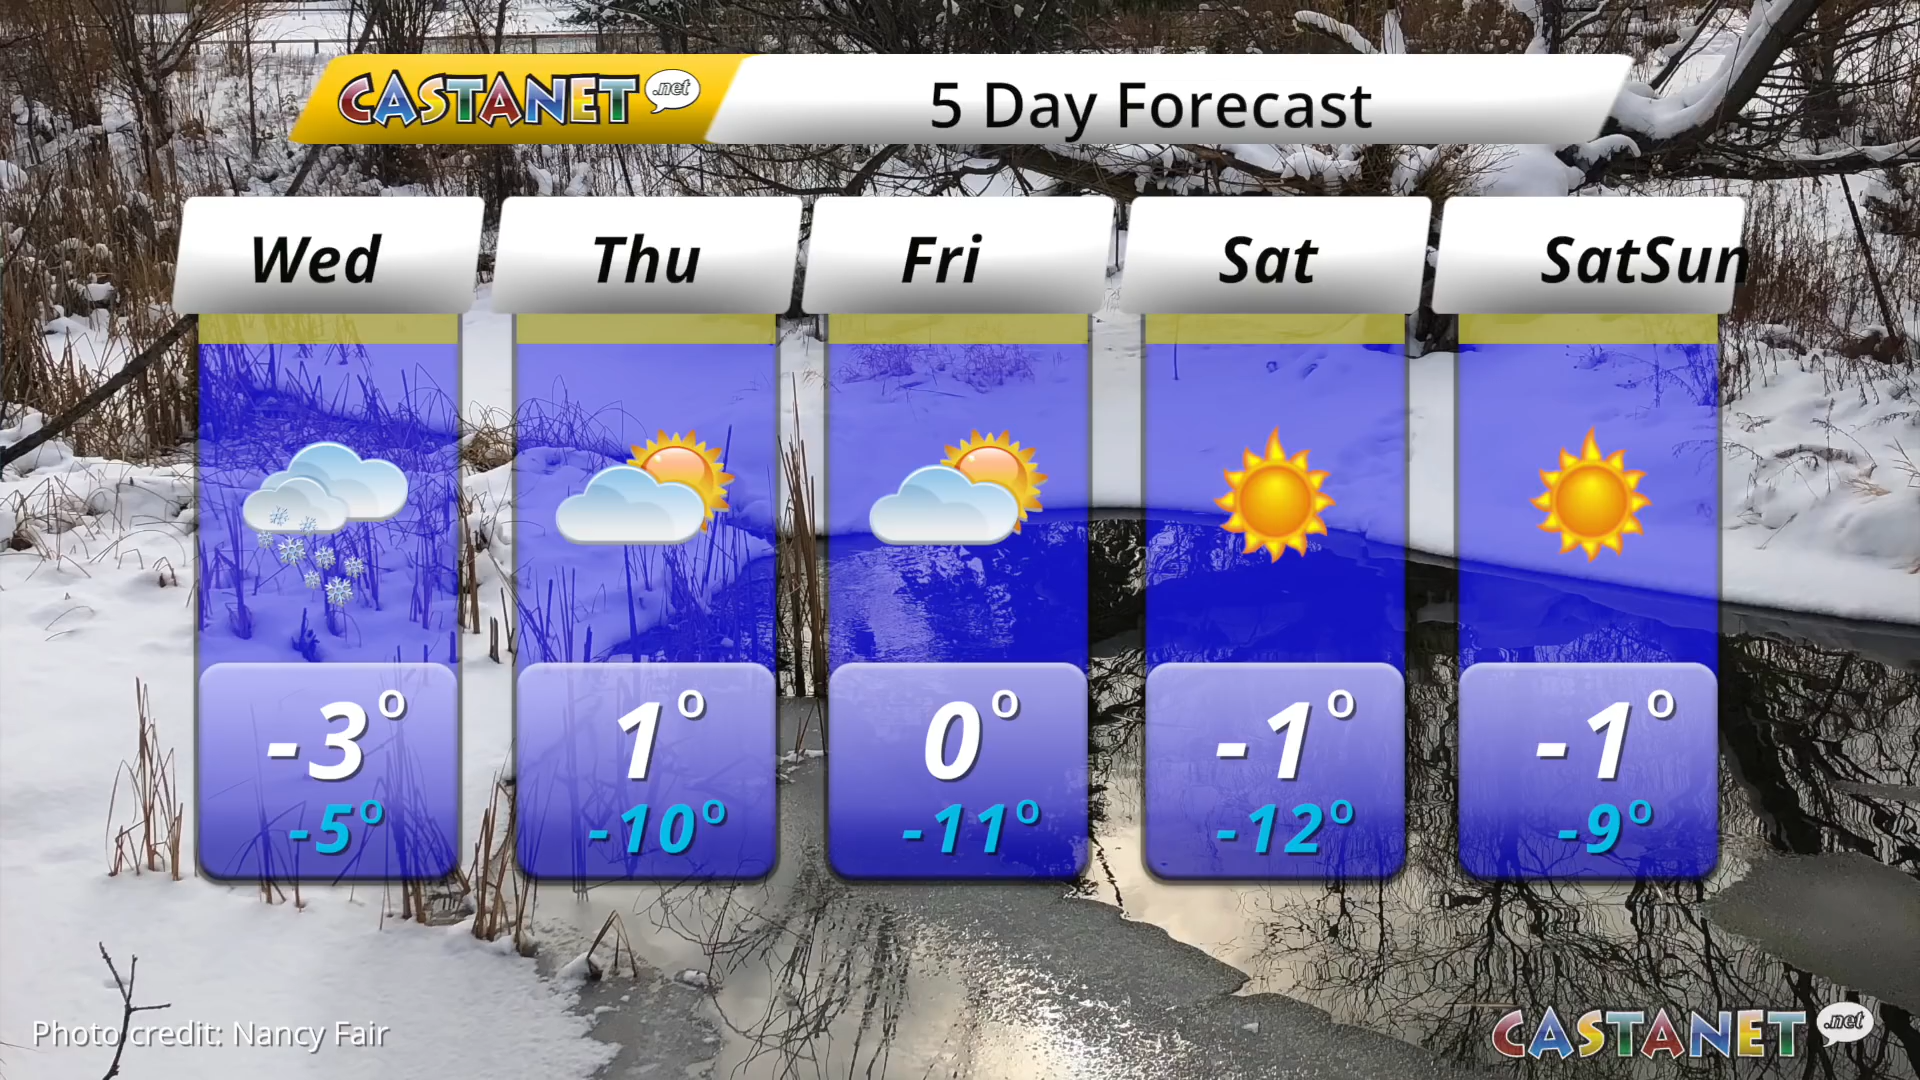 CASTANET .net
5 Day Forecast
Wed Thu Fri Sat SatSun
-3° 1° 0° -1° -1°
-5° -10° -11° -12° -9°
Photo credit: Nancy Fair
CASTANET .net